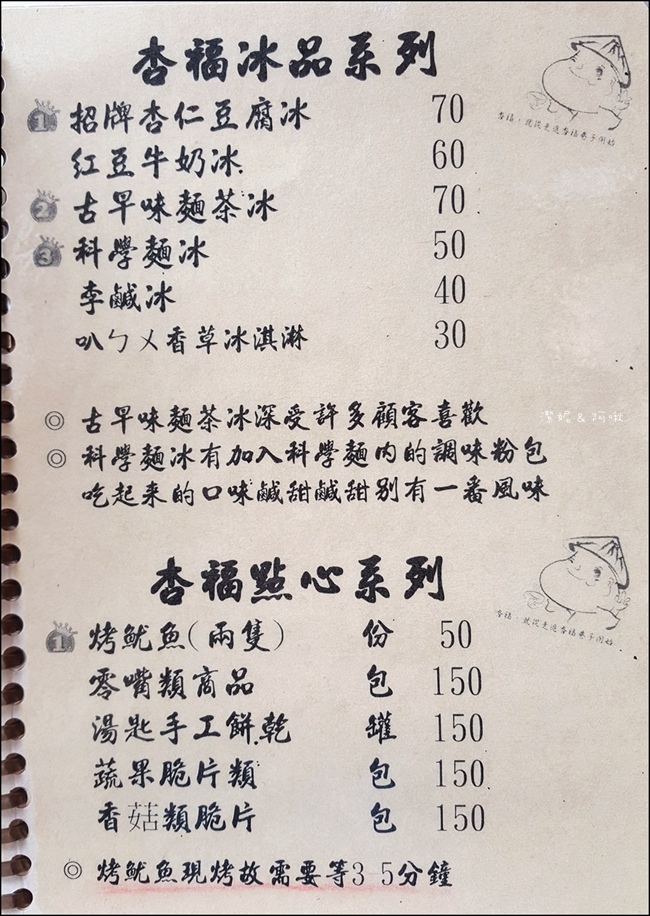 杏福冰品系列
1 招牌杏仁豆腐冰 70
紅豆牛奶冰 60
2 古早味麵茶冰 70
3 科學麵冰 50
李鹹冰 40
叭ㄅㄨ香草冰淇淋 30
◎ 古早味麵茶冰深受許多顧客喜歡
◎ 科學麵冰有加入科學麵內的調味粉包
吃起來的口味鹹甜鹹甜別有一番風味
杏福點心系列
1 烤魷魚(兩隻) 份 50
零嘴類商品 包 150
湯匙手工餅乾 罐 150
蔬果脆片類 包 150
香菇類脆片 包 150
◎ 烤魷魚現烤故需要等3-5分鐘